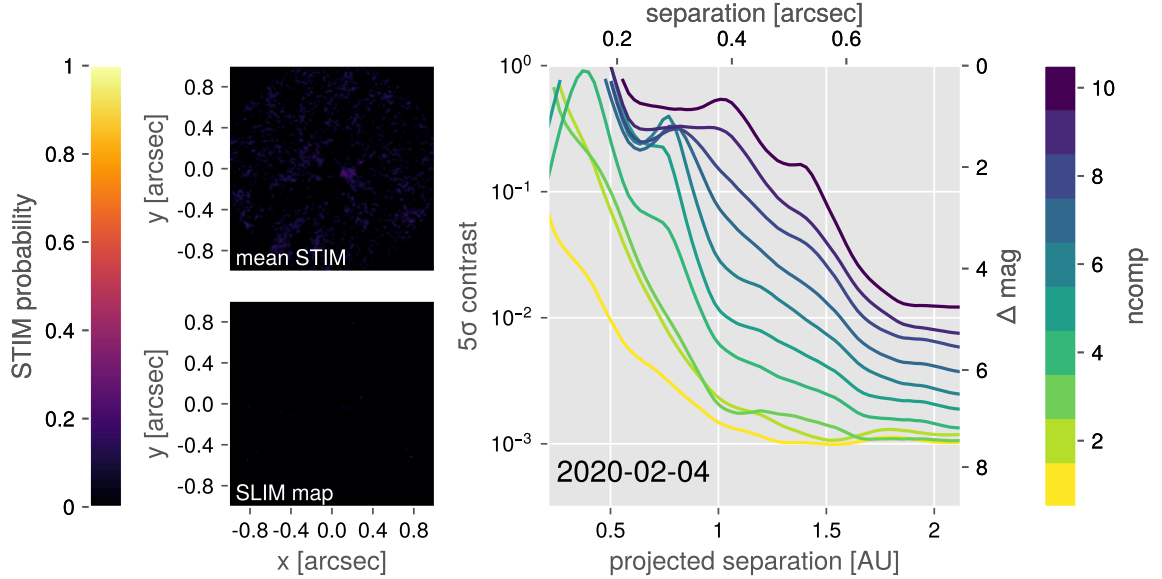 separation [arcsec]
0.2 0.4 0.6
1
0.8
0.6
0.4
0.2
0
STIM probability
0.8
0.4
0.0
-0.4
-0.8
y [arcsec]
mean STIM
0.8
0.4
0.0
-0.4
-0.8
y [arcsec]
SLIM map
-0.8 -0.4 0.0 0.4 0.8
x [arcsec]
10⁰
10⁻¹
10⁻²
10⁻³
5σ contrast
2020-02-04
0.5 1 1.5 2
projected separation [AU]
0
2
4
6
8
Δ mag
10
8
6
4
2
ncomp